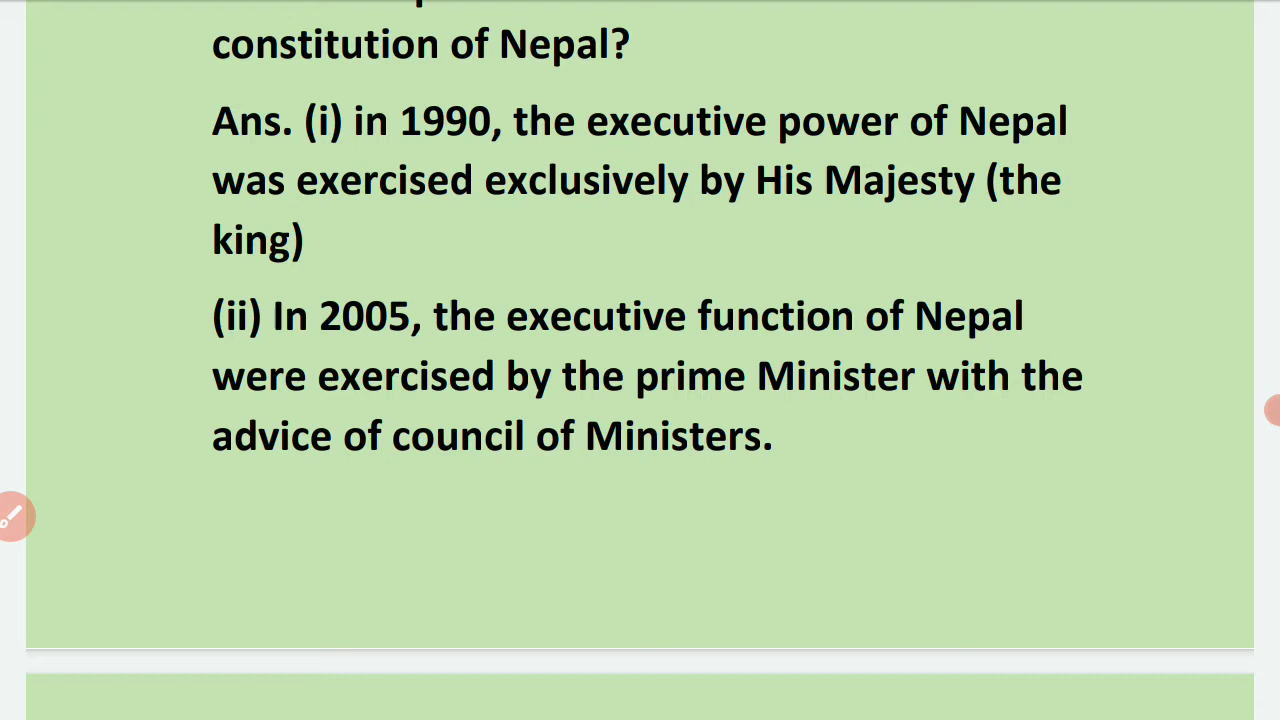 constitution of Nepal?
Ans. (i) in 1990, the executive power of Nepal
was exercised exclusively by His Majesty (the
king)
(ii) In 2005, the executive function of Nepal
were exercised by the prime Minister with the
advice of council of Ministers.